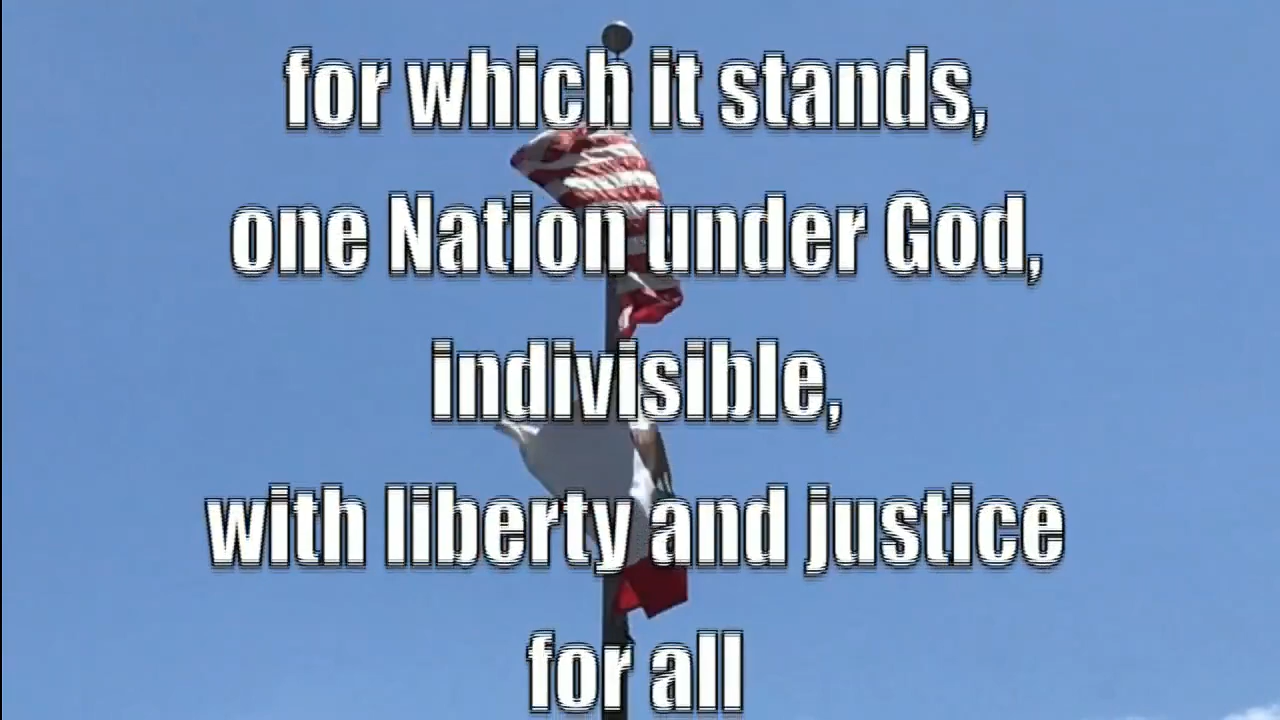 for which it stands,
one Nation under God,
indivisible,
with liberty and justice
for all